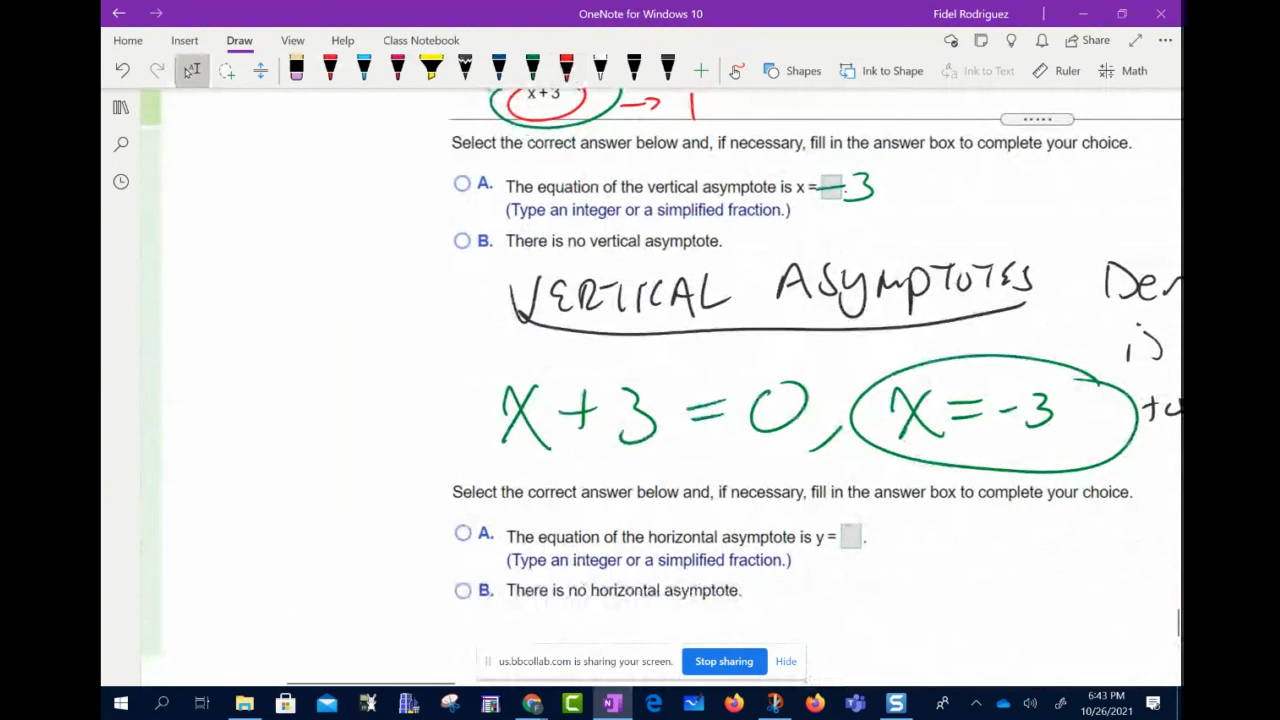 OneNote for Windows 10
Fidel Rodriguez
Home Insert Draw View Help Class Notebook
Share
Shapes Ink to Shape Ink to Text Ruler Math
x + 3 → 1
Select the correct answer below and, if necessary, fill in the answer box to complete your choice.
A. The equation of the vertical asymptote is x = -3.
(Type an integer or a simplified fraction.)
B. There is no vertical asymptote.
VERTICAL ASYMPTOTES
Den
is
x + 3 = 0, x = -3
Select the correct answer below and, if necessary, fill in the answer box to complete your choice.
A. The equation of the horizontal asymptote is y = .
(Type an integer or a simplified fraction.)
B. There is no horizontal asymptote.
us.bbcollab.com is sharing your screen. Stop sharing Hide
6:43 PM
10/26/2021